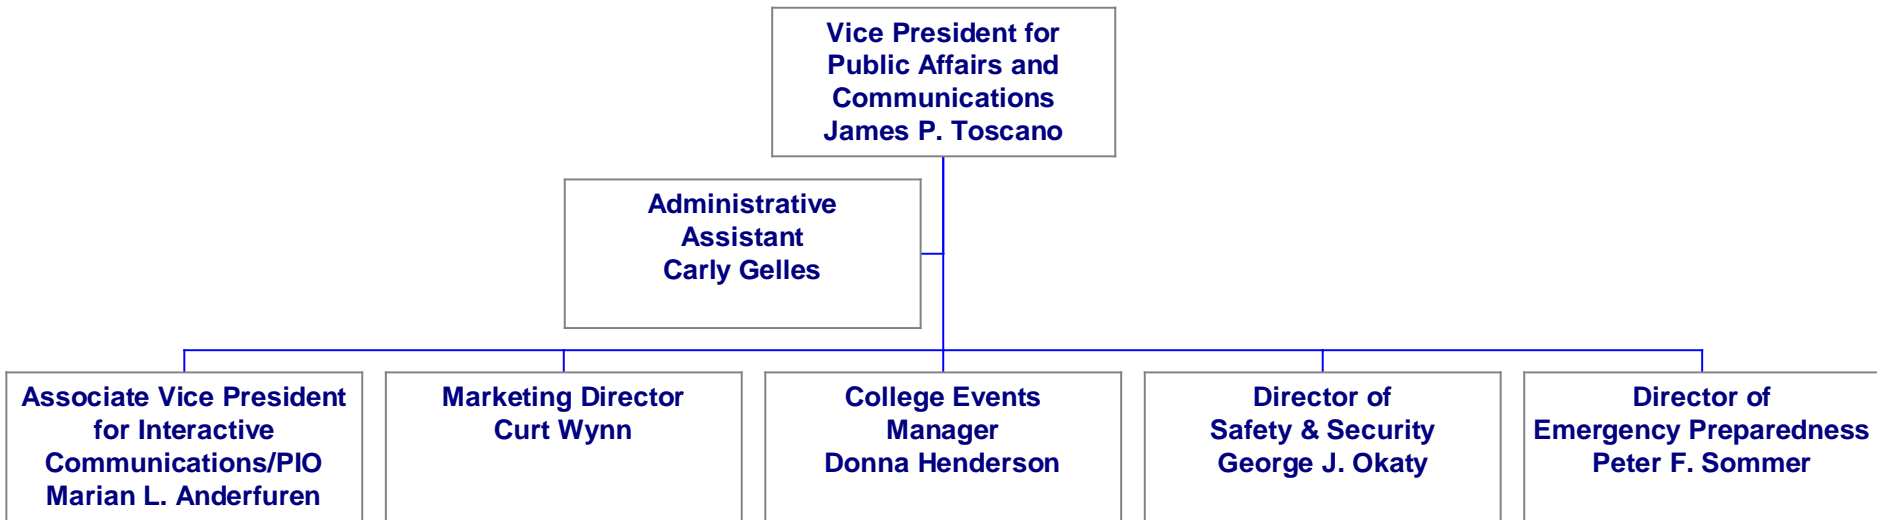 Vice President for
Public Affairs and
Communications
James P. Toscano
Administrative
Assistant
Carly Gelles
Associate Vice President
for Interactive
Communications/PIO
Marian L. Anderfuren
Marketing Director
Curt Wynn
College Events
Manager
Donna Henderson
Director of
Safety & Security
George J. Okaty
Director of
Emergency Preparedness
Peter F. Sommer